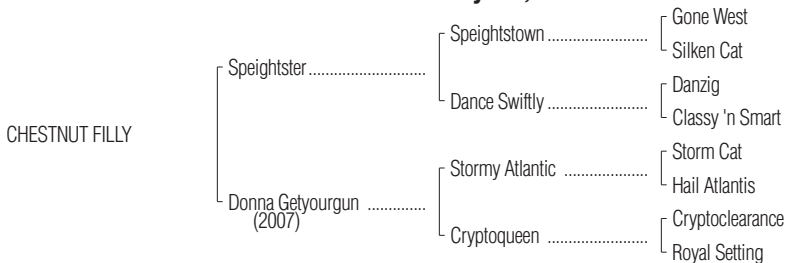 Gone West
Speightstown
Silken Cat
Speightster
Danzig
Dance Swiftly
Classy 'n Smart
CHESTNUT FILLY
Storm Cat
Stormy Atlantic
Hail Atlantis
Donna Getyourgun
(2007)
Cryptoclearance
Cryptoqueen
Royal Setting